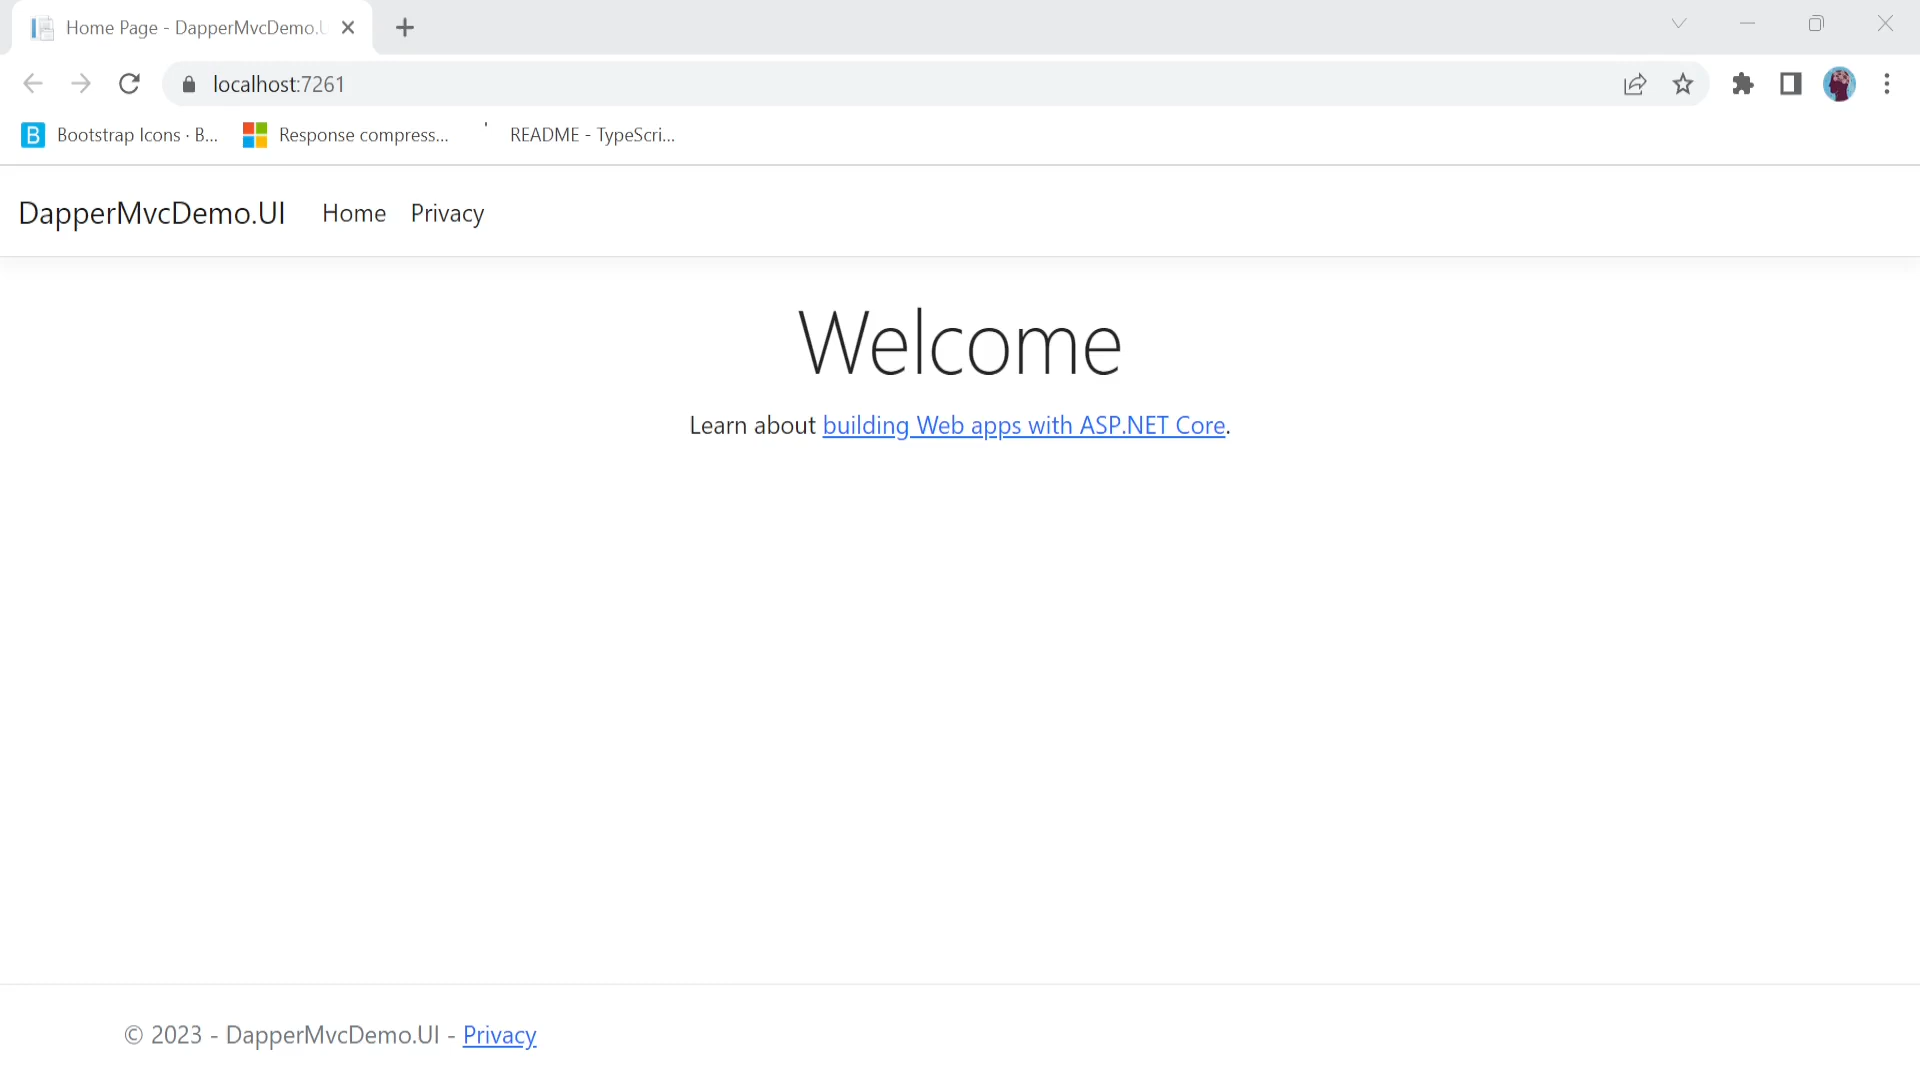 Home Page - DapperMvcDemo.U
localhost:7261
B Bootstrap Icons · B... Response compress... README - TypeScri...
DapperMvcDemo.UI Home Privacy
Welcome
Learn about building Web apps with ASP.NET Core.
© 2023 - DapperMvcDemo.UI - Privacy